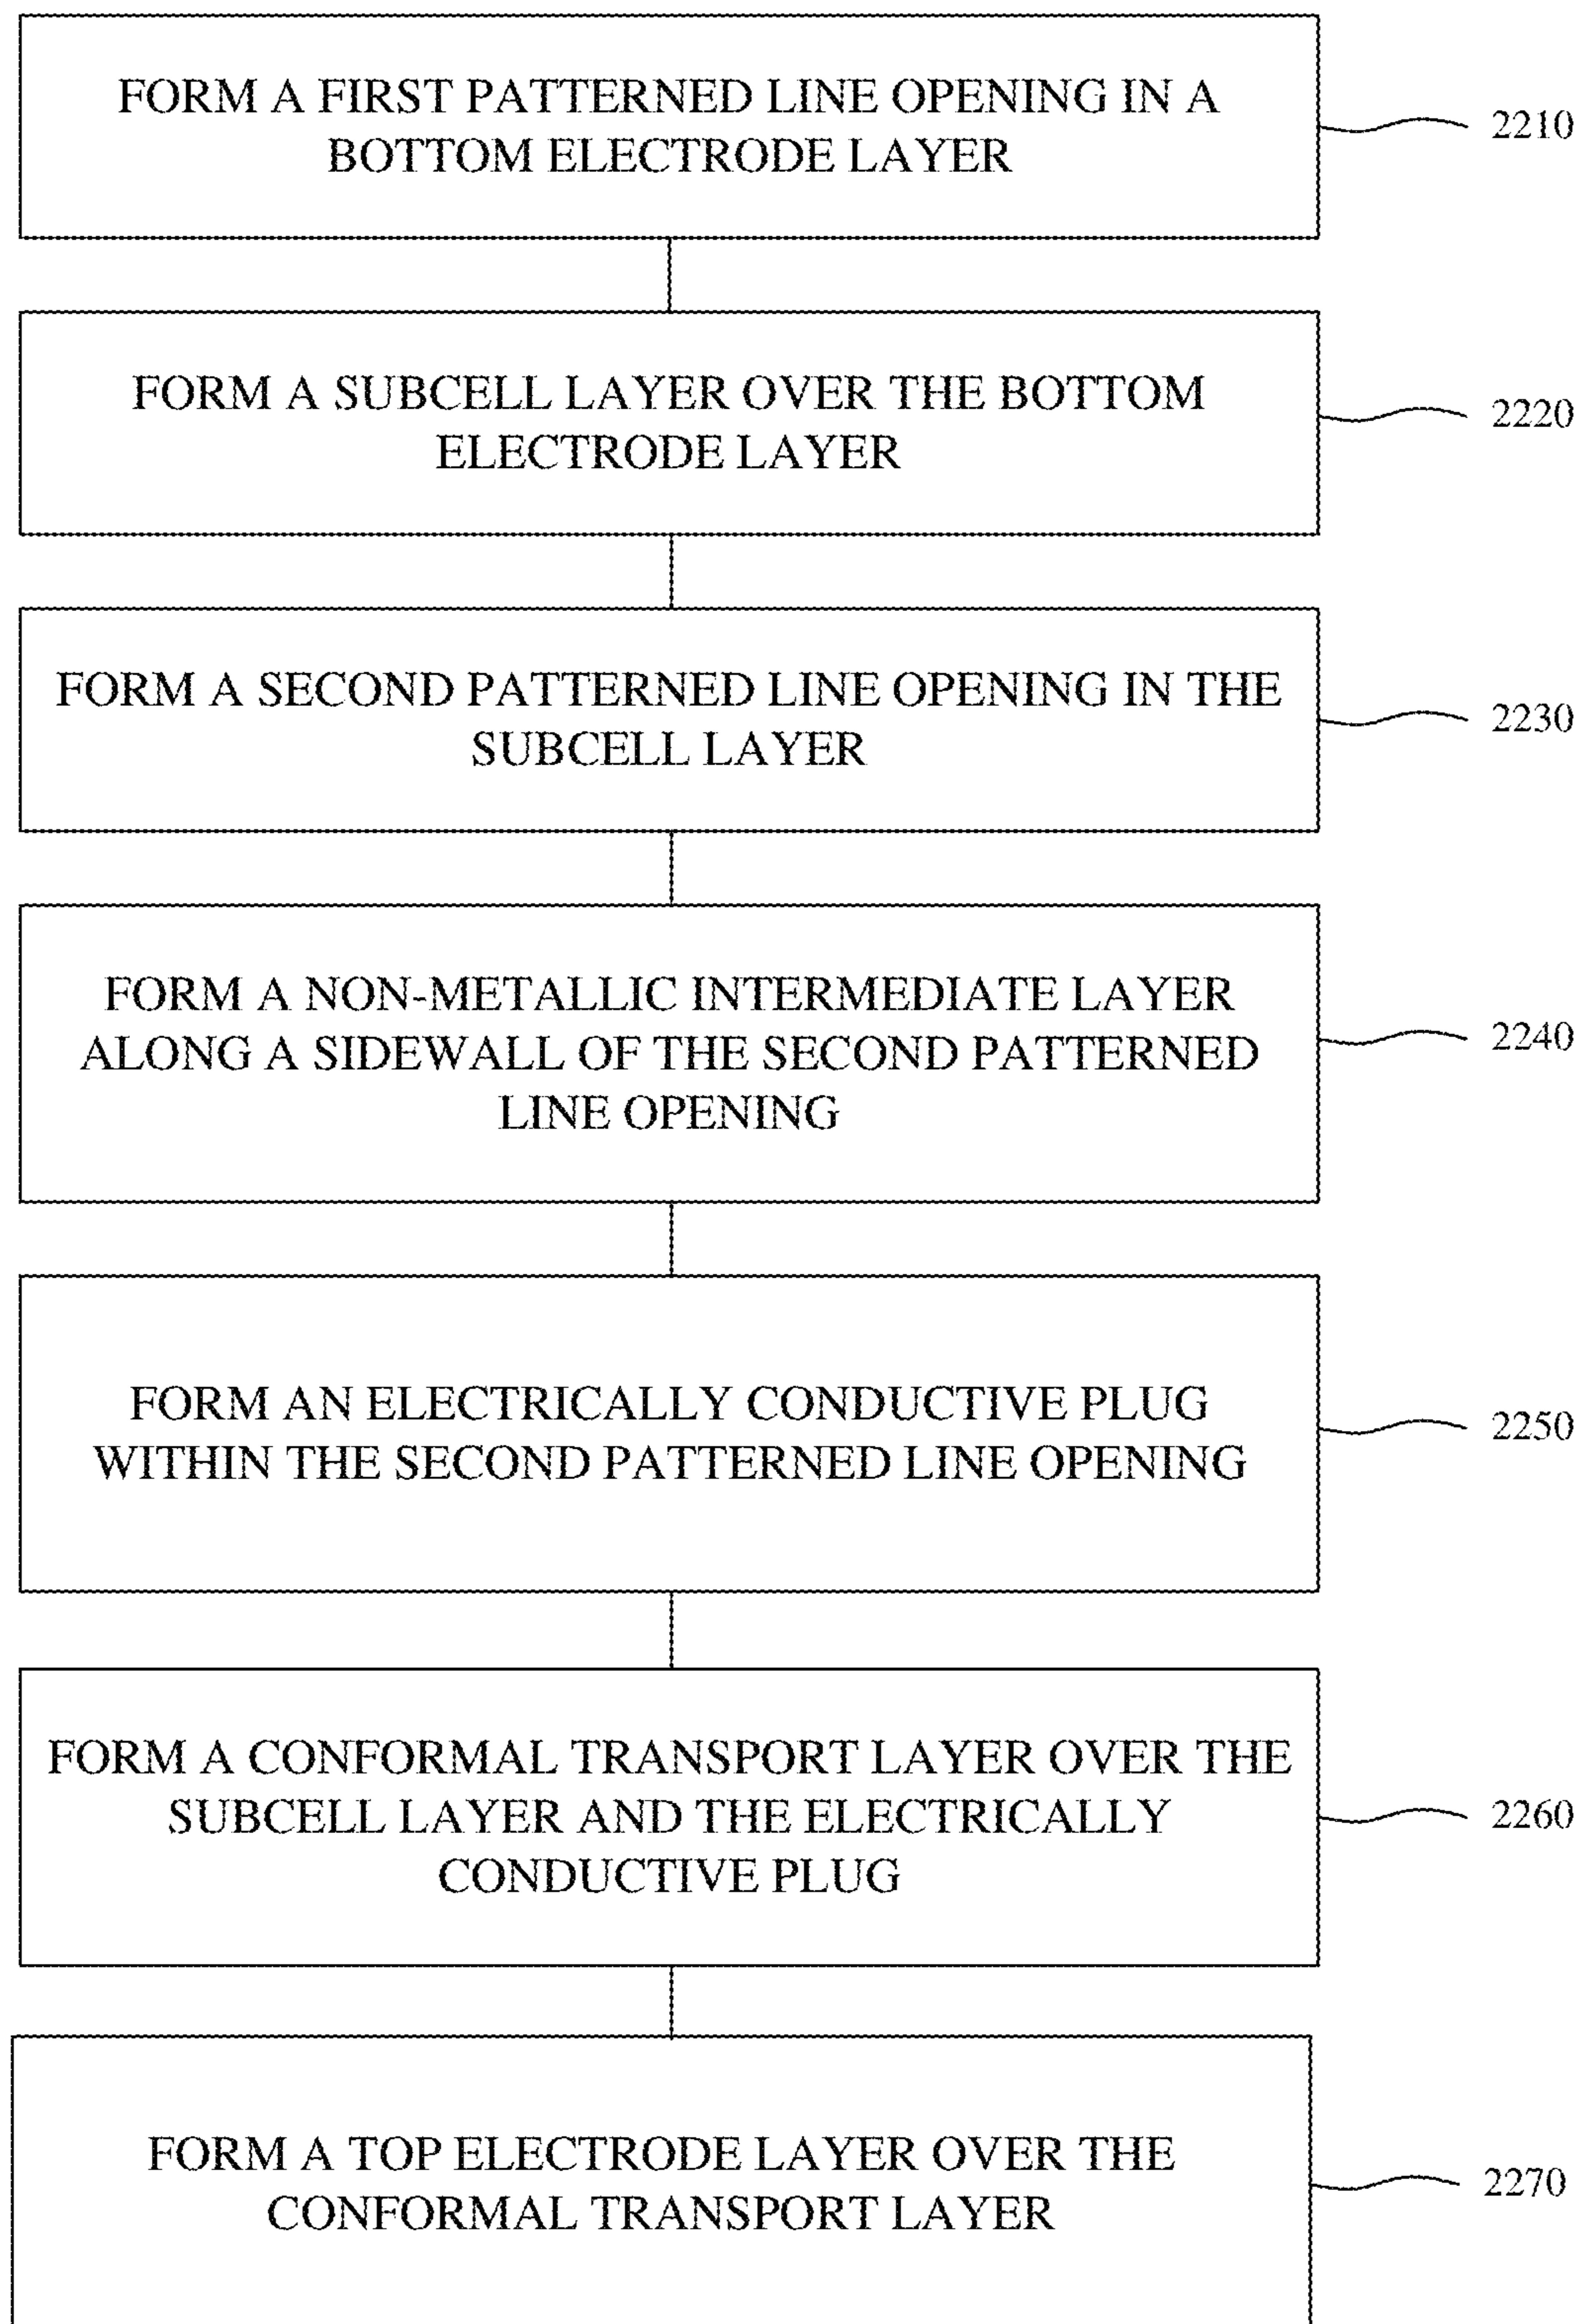 FORM A FIRST PATTERNED LINE OPENING IN A
BOTTOM ELECTRODE LAYER
2210
FORM A SUBCELL LAYER OVER THE BOTTOM
ELECTRODE LAYER
2220
FORM A SECOND PATTERNED LINE OPENING IN THE
SUBCELL LAYER
2230
FORM A NON-METALLIC INTERMEDIATE LAYER
ALONG A SIDEWALL OF THE SECOND PATTERNED
LINE OPENING
2240
FORM AN ELECTRICALLY CONDUCTIVE PLUG
WITHIN THE SECOND PATTERNED LINE OPENING
2250
FORM A CONFORMAL TRANSPORT LAYER OVER THE
SUBCELL LAYER AND THE ELECTRICALLY
CONDUCTIVE PLUG
2260
FORM A TOP ELECTRODE LAYER OVER THE
CONFORMAL TRANSPORT LAYER
2270